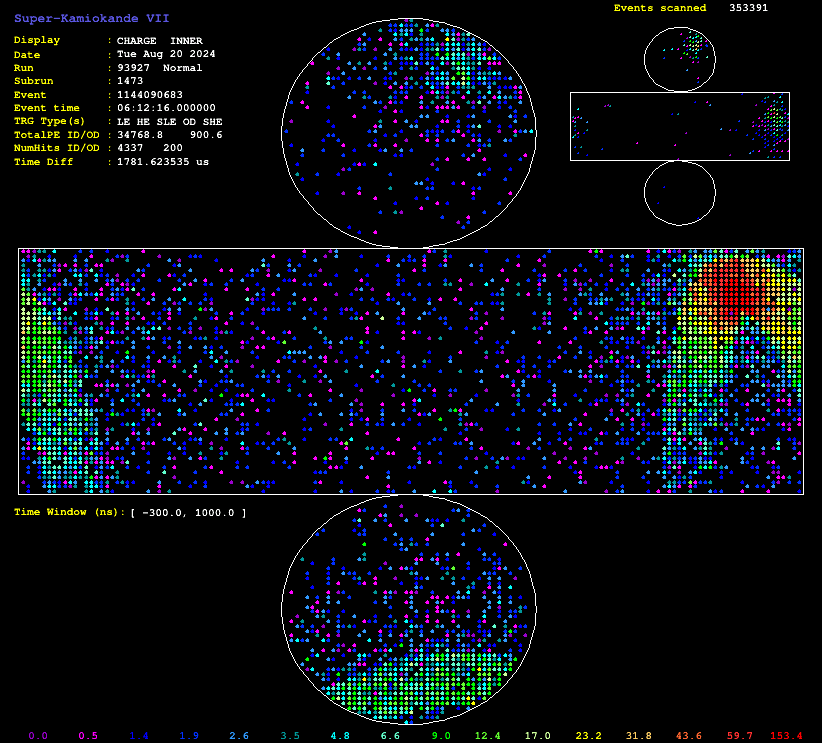 Super-Kamiokande VII
Events scanned 353391
Display : CHARGE INNER
Date : Tue Aug 20 2024
Run : 93927 Normal
Subrun : 1473
Event : 1144090683
Event time : 06:12:16.000000
TRG Type(s) : LE HE SLE OD SHE
TotalPE ID/OD : 34768.8 900.6
NumHits ID/OD : 4337 200
Time Diff : 1781.623535 us
Time Window (ns): [ -300.0, 1000.0 ]
0.0 0.5 1.4 1.9 2.6 3.5 4.8 6.6 9.0 12.4 17.0 23.2 31.8 43.6 59.7 153.4